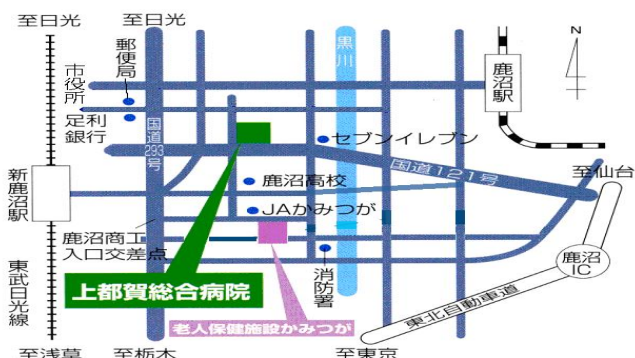 至日光
至日光
郵便局
市役所
足利
銀行
国道293号
黒川
鹿沼駅
N
セブンイレブン
国道121号
至仙台
新鹿沼駅
鹿沼高校
JAかみつが
鹿沼商工
入口交差点
鹿沼
IC
消防署
東武日光線
上都賀総合病院
老人保健施設かみつが
東北自動車道
至浅草
至栃木
至東京